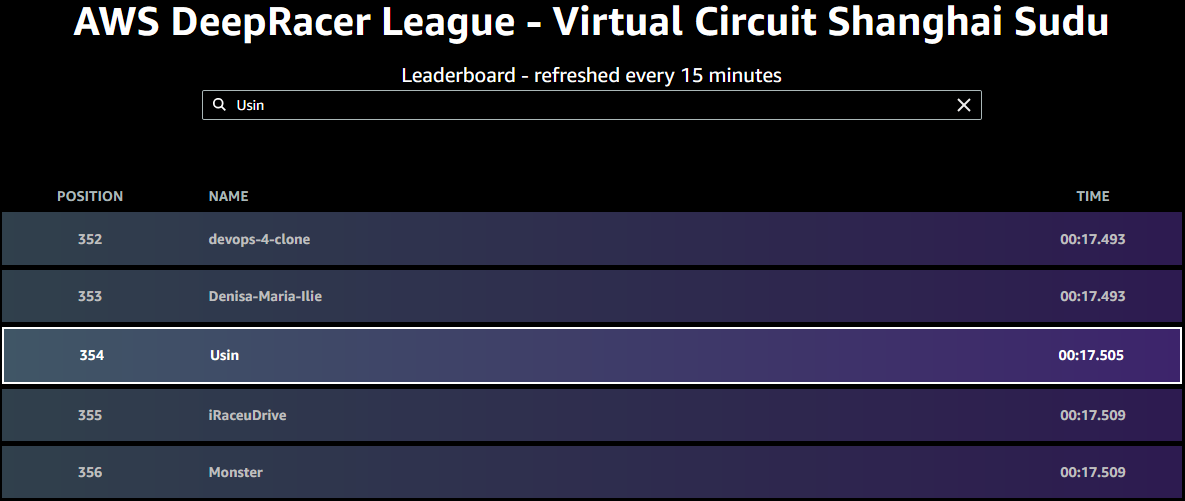 AWS DeepRacer League - Virtual Circuit Shanghai Sudu
Leaderboard - refreshed every 15 minutes
Usin
POSITION NAME TIME
352 devops-4-clone 00:17.493
353 Denisa-Maria-Ilie 00:17.493
354 Usin 00:17.505
355 iRaceuDrive 00:17.509
356 Monster 00:17.509